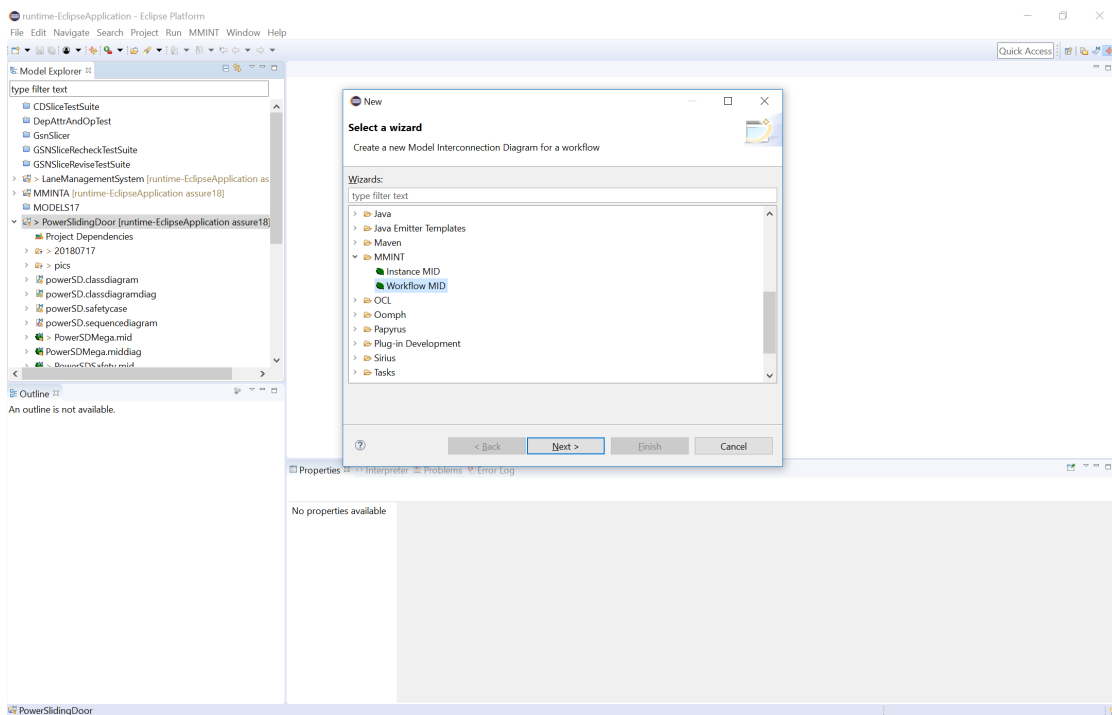 runtime-EclipseApplication - Eclipse Platform
File Edit Navigate Search Project Run MMINT Window Help
Quick Access
Model Explorer
type filter text
CDSliceTestSuite
DepAttrAndOpTest
GsnSlicer
GSNSliceRecheckTestSuite
GSNSliceReviseTestSuite
> LaneManagementSystem [runtime-EclipseApplication as
MMINTA [runtime-EclipseApplication assure18]
MODELS17
> PowerSlidingDoor [runtime-EclipseApplication assure18]
Project Dependencies
> 20180717
> pics
powerSD.classdiagram
powerSD.classdiagramdiag
powerSD.safetycase
powerSD.sequencediagram
> PowerSDMega.mid
PowerSDMega.middiag
> PowerSDSafety.mid
Outline
An outline is not available.
New
Select a wizard
Create a new Model Interconnection Diagram for a workflow
Wizards:
type filter text
Java
Java Emitter Templates
Maven
MMINT
Instance MID
Workflow MID
OCL
Oomph
Papyrus
Plug-in Development
Sirius
Tasks
< Back
Next >
Finish
Cancel
Properties
Interpreter
Problems
Error Log
No properties available
PowerSlidingDoor